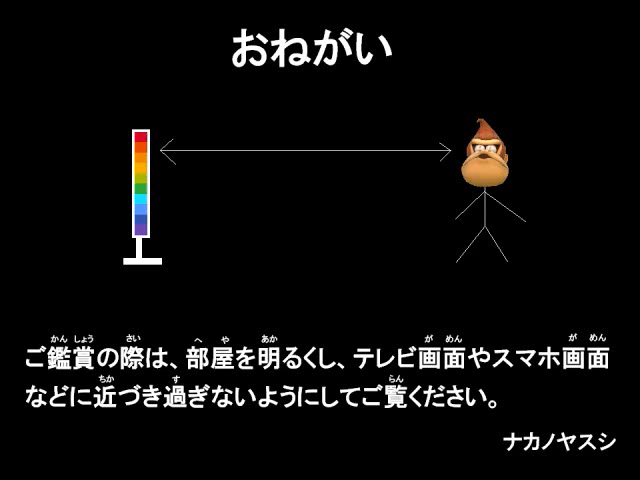 おねがい
ご鑑賞の際は、部屋を明るくし、テレビ画面やスマホ画面
などに近づき過ぎないようにしてご覧ください。
ナカノヤスシ